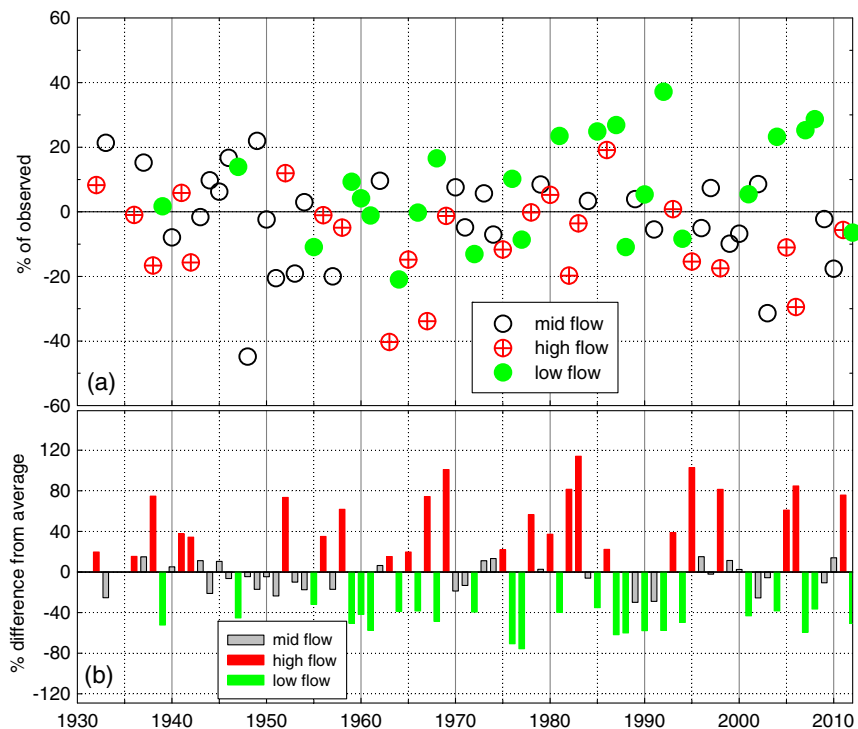 60
40
20
0
-20
-40
-60
% of observed
(a)
mid flow
high flow
low flow
120
80
40
0
-40
-80
-120
% difference from average
(b)
mid flow
high flow
low flow
1930 1940 1950 1960 1970 1980 1990 2000 2010